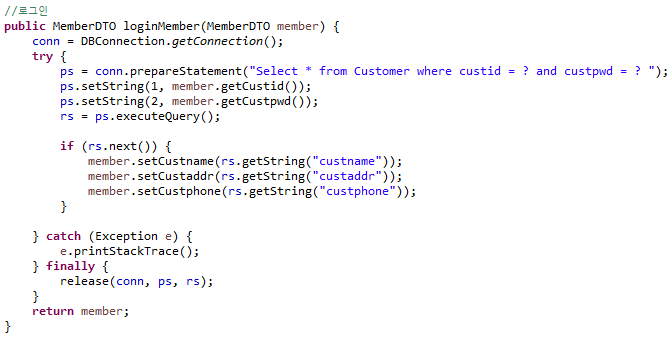 //로그인
public MemberDTO loginMember(MemberDTO member) {
    conn = DBConnection.getConnection();
    try {
        ps = conn.prepareStatement("Select * from Customer where custid = ? and custpwd = ? ");
        ps.setString(1, member.getCustid());
        ps.setString(2, member.getCustpwd());
        rs = ps.executeQuery();

        if (rs.next()) {
            member.setCustname(rs.getString("custname"));
            member.setCustaddr(rs.getString("custaddr"));
            member.setCustphone(rs.getString("custphone"));
        }

    } catch (Exception e) {
        e.printStackTrace();
    } finally {
        release(conn, ps, rs);
    }
    return member;
}